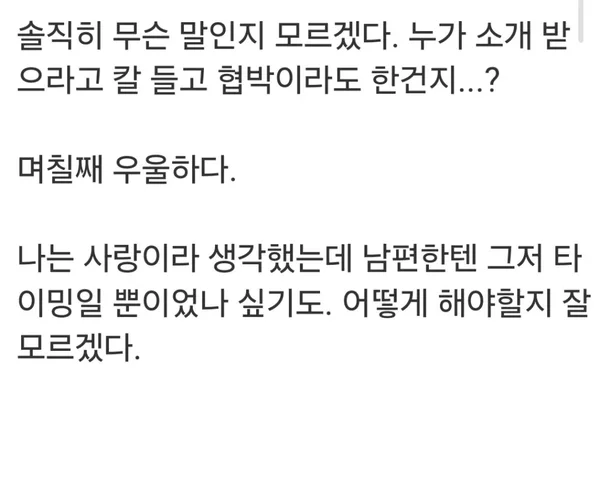 솔직히 무슨 말인지 모르겠다. 누가 소개 받
으라고 칼 들고 협박이라도 한건지...?
며칠째 우울하다.
나는 사랑이라 생각했는데 남편한텐 그저 타
이밍일 뿐이었나 싶기도. 어떻게 해야할지 잘
모르겠다.